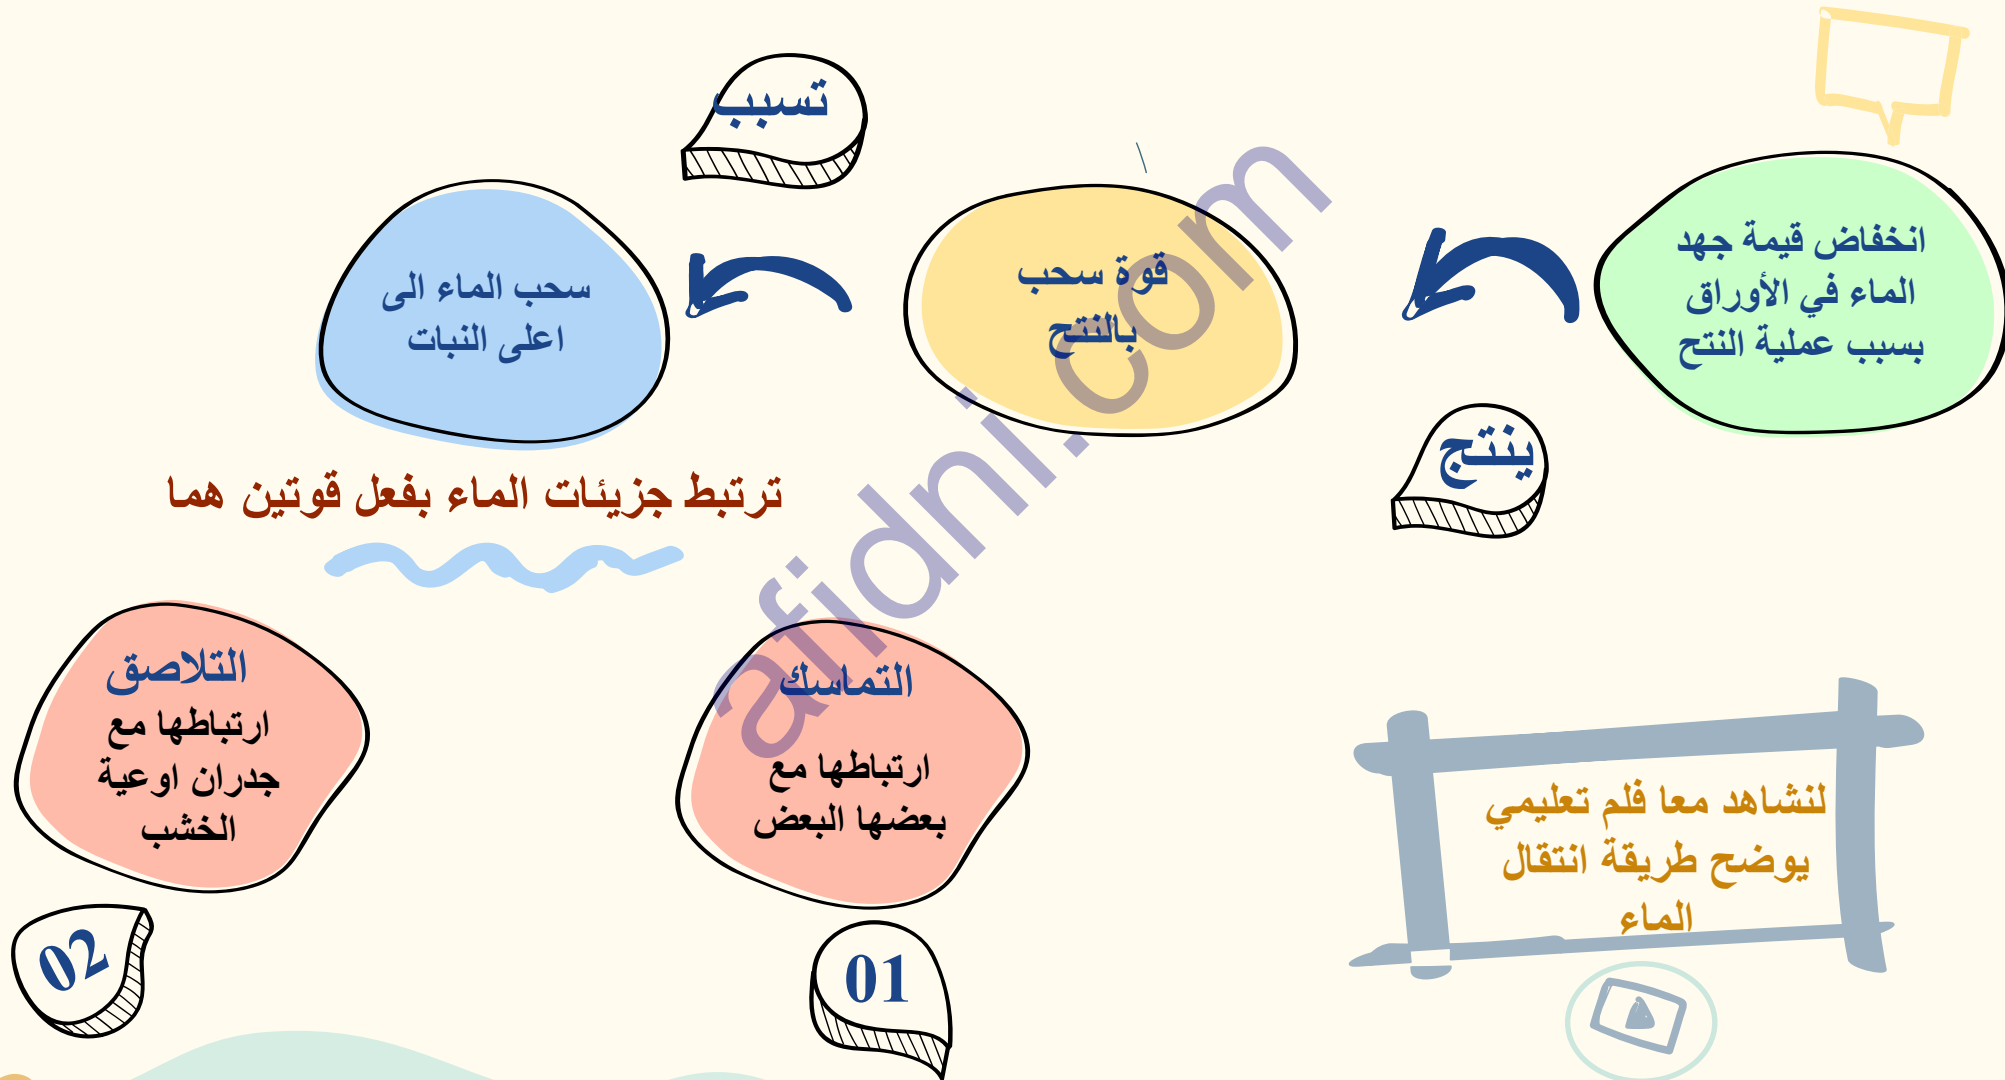 انخفاض قيمة جهد
الماء في الأوراق
بسبب عملية النتح
ينتج
قوة سحب
بالنتح
تسبب
سحب الماء الى
اعلى النبات
ترتبط جزيئات الماء بفعل قوتين هما
التماسك
ارتباطها مع
بعضها البعض
01
التلاصق
ارتباطها مع
جدران اوعية
الخشب
02
لنشاهد معا فلم تعليمي
يوضح طريقة انتقال
الماء
afidni.com